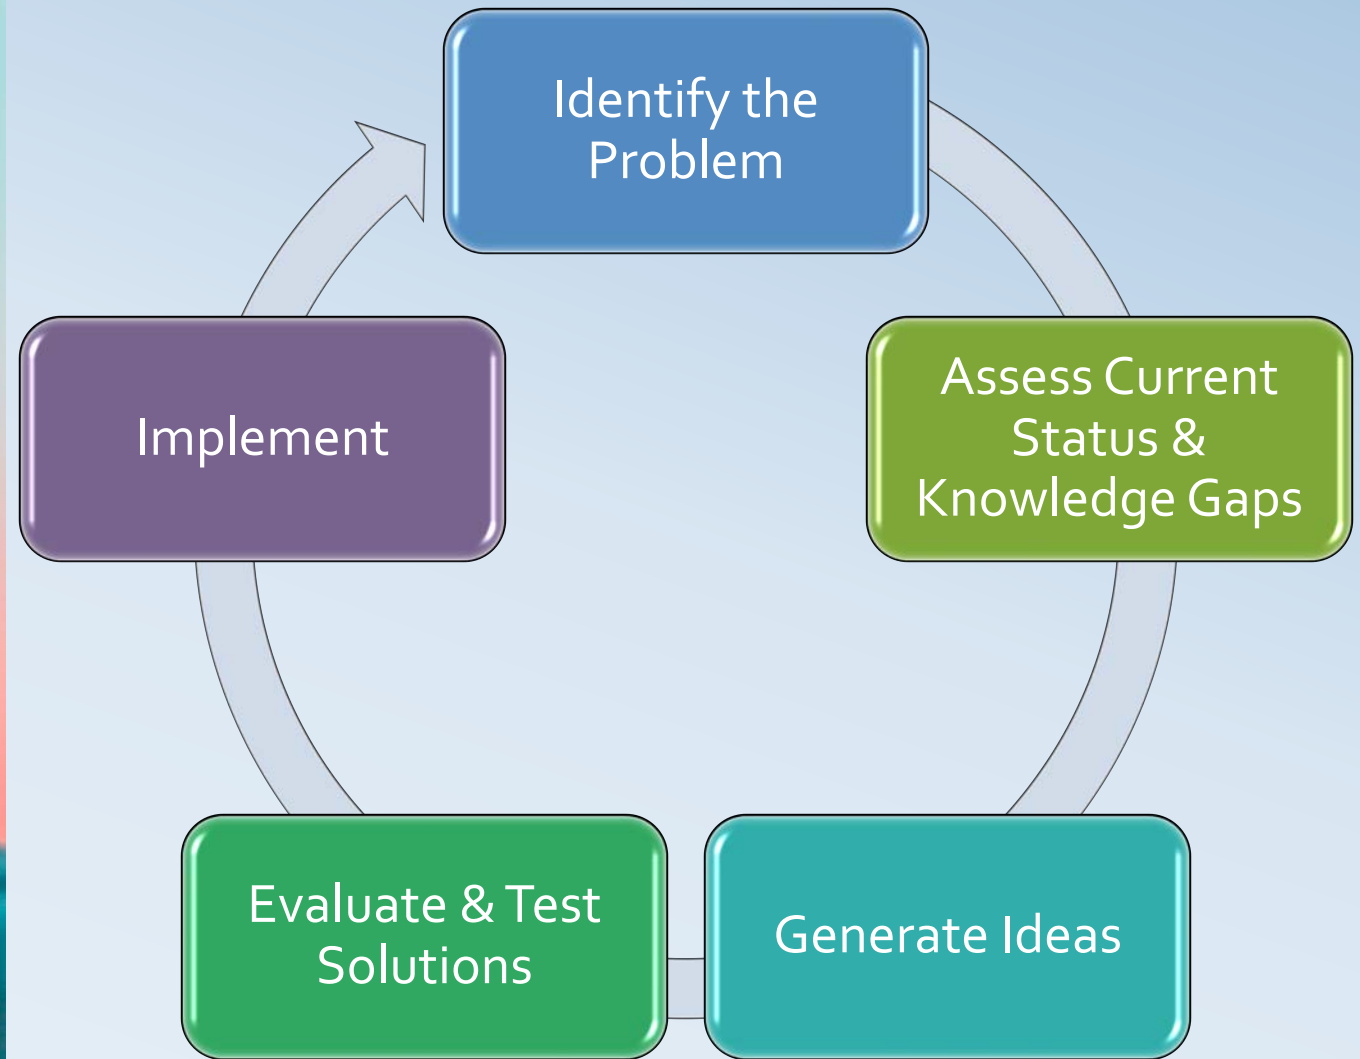 Identify the
Problem
Assess Current
Status &
Knowledge Gaps
Generate Ideas
Evaluate & Test
Solutions
Implement